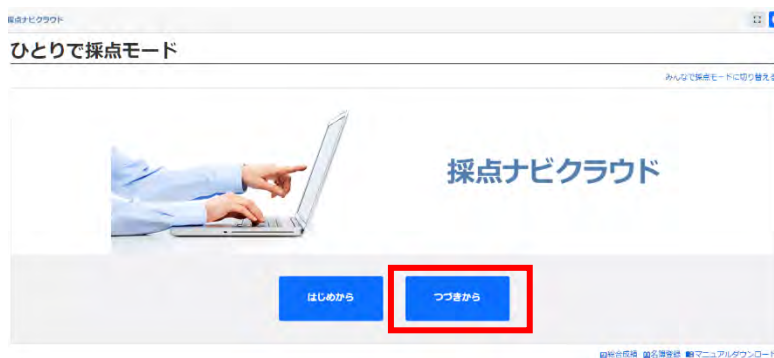 採点ナビクラウド
ひとりで採点モード
みんなで採点モードに切り替える
採点ナビクラウド
はじめから
つづきから
総合成績 名簿登録 マニュアルダウンロード